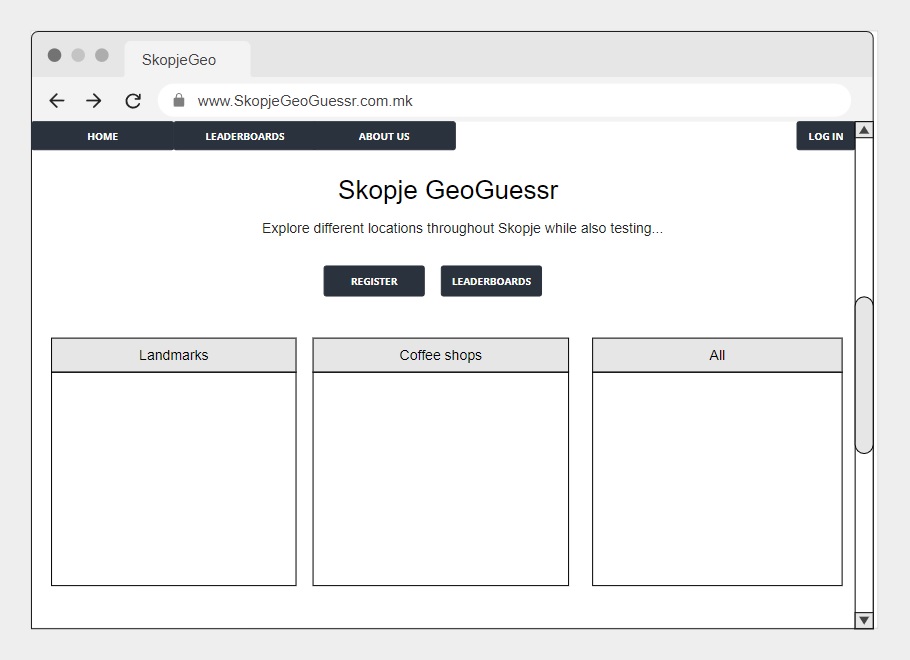 SkopjeGeo
www.SkopjeGeoGuessr.com.mk
HOME LEADERBOARDS ABOUT US LOG IN
Skopje GeoGuessr
Explore different locations throughout Skopje while also testing...
REGISTER LEADERBOARDS
Landmarks Coffee shops All